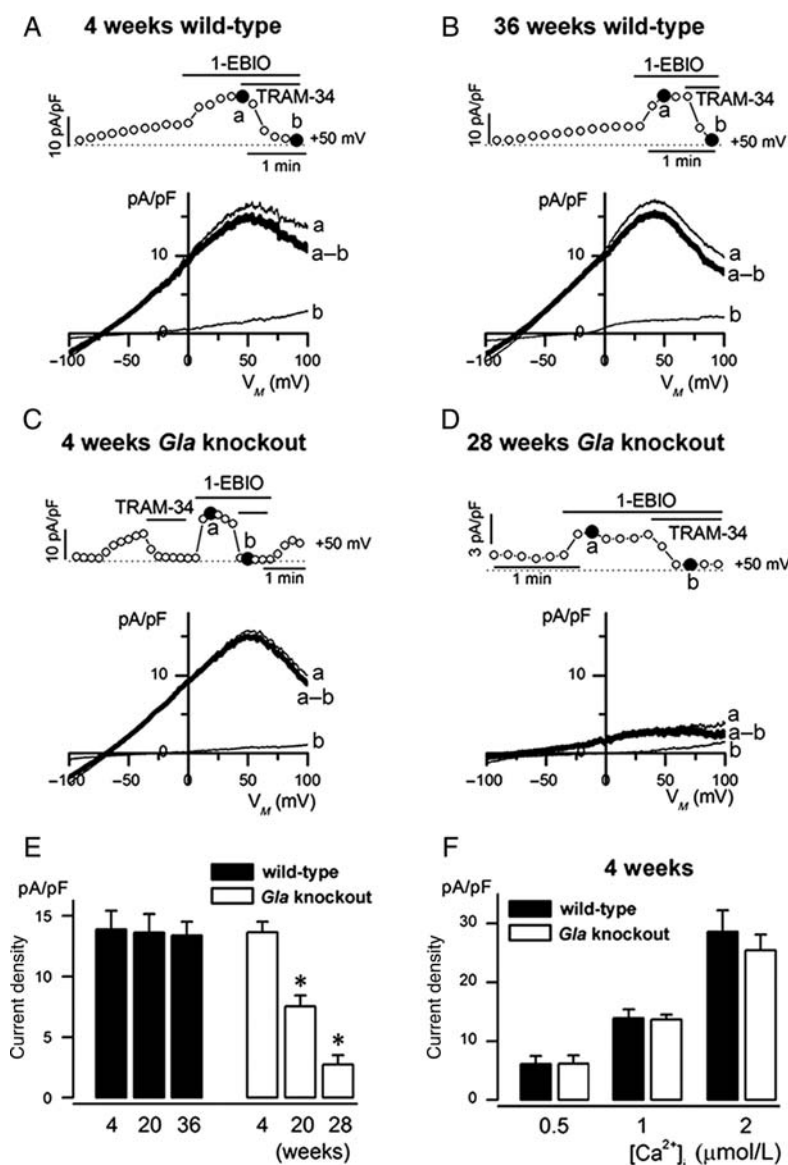 A 4 weeks wild-type
1-EBIO
TRAM-34
10 pA/pF
a
b
+50 mV
1 min
pA/pF
a
a–b
b
10
0
−100 −50 0 50 100
V_M (mV)
B 36 weeks wild-type
1-EBIO
TRAM-34
10 pA/pF
a
b
+50 mV
1 min
pA/pF
a
a–b
b
10
0
−100 −50 0 50 100
V_M (mV)
C 4 weeks Gla knockout
1-EBIO
TRAM-34
10 pA/pF
a
b
+50 mV
1 min
pA/pF
a
a–b
b
10
0
−100 −50 0 50 100
V_M (mV)
D 28 weeks Gla knockout
1-EBIO
TRAM-34
3 pA/pF
a
b
+50 mV
1 min
pA/pF
a
a–b
b
10
0
−100 −50 0 50 100
V_M (mV)
E
pA/pF
wild-type
Gla knockout
Current density
15
10
5
0
* *
4 20 36 4 20 28
(weeks)
F 4 weeks
pA/pF
wild-type
Gla knockout
Current density
30
20
10
0
0.5 1 2
[Ca²⁺]i (μmol/L)